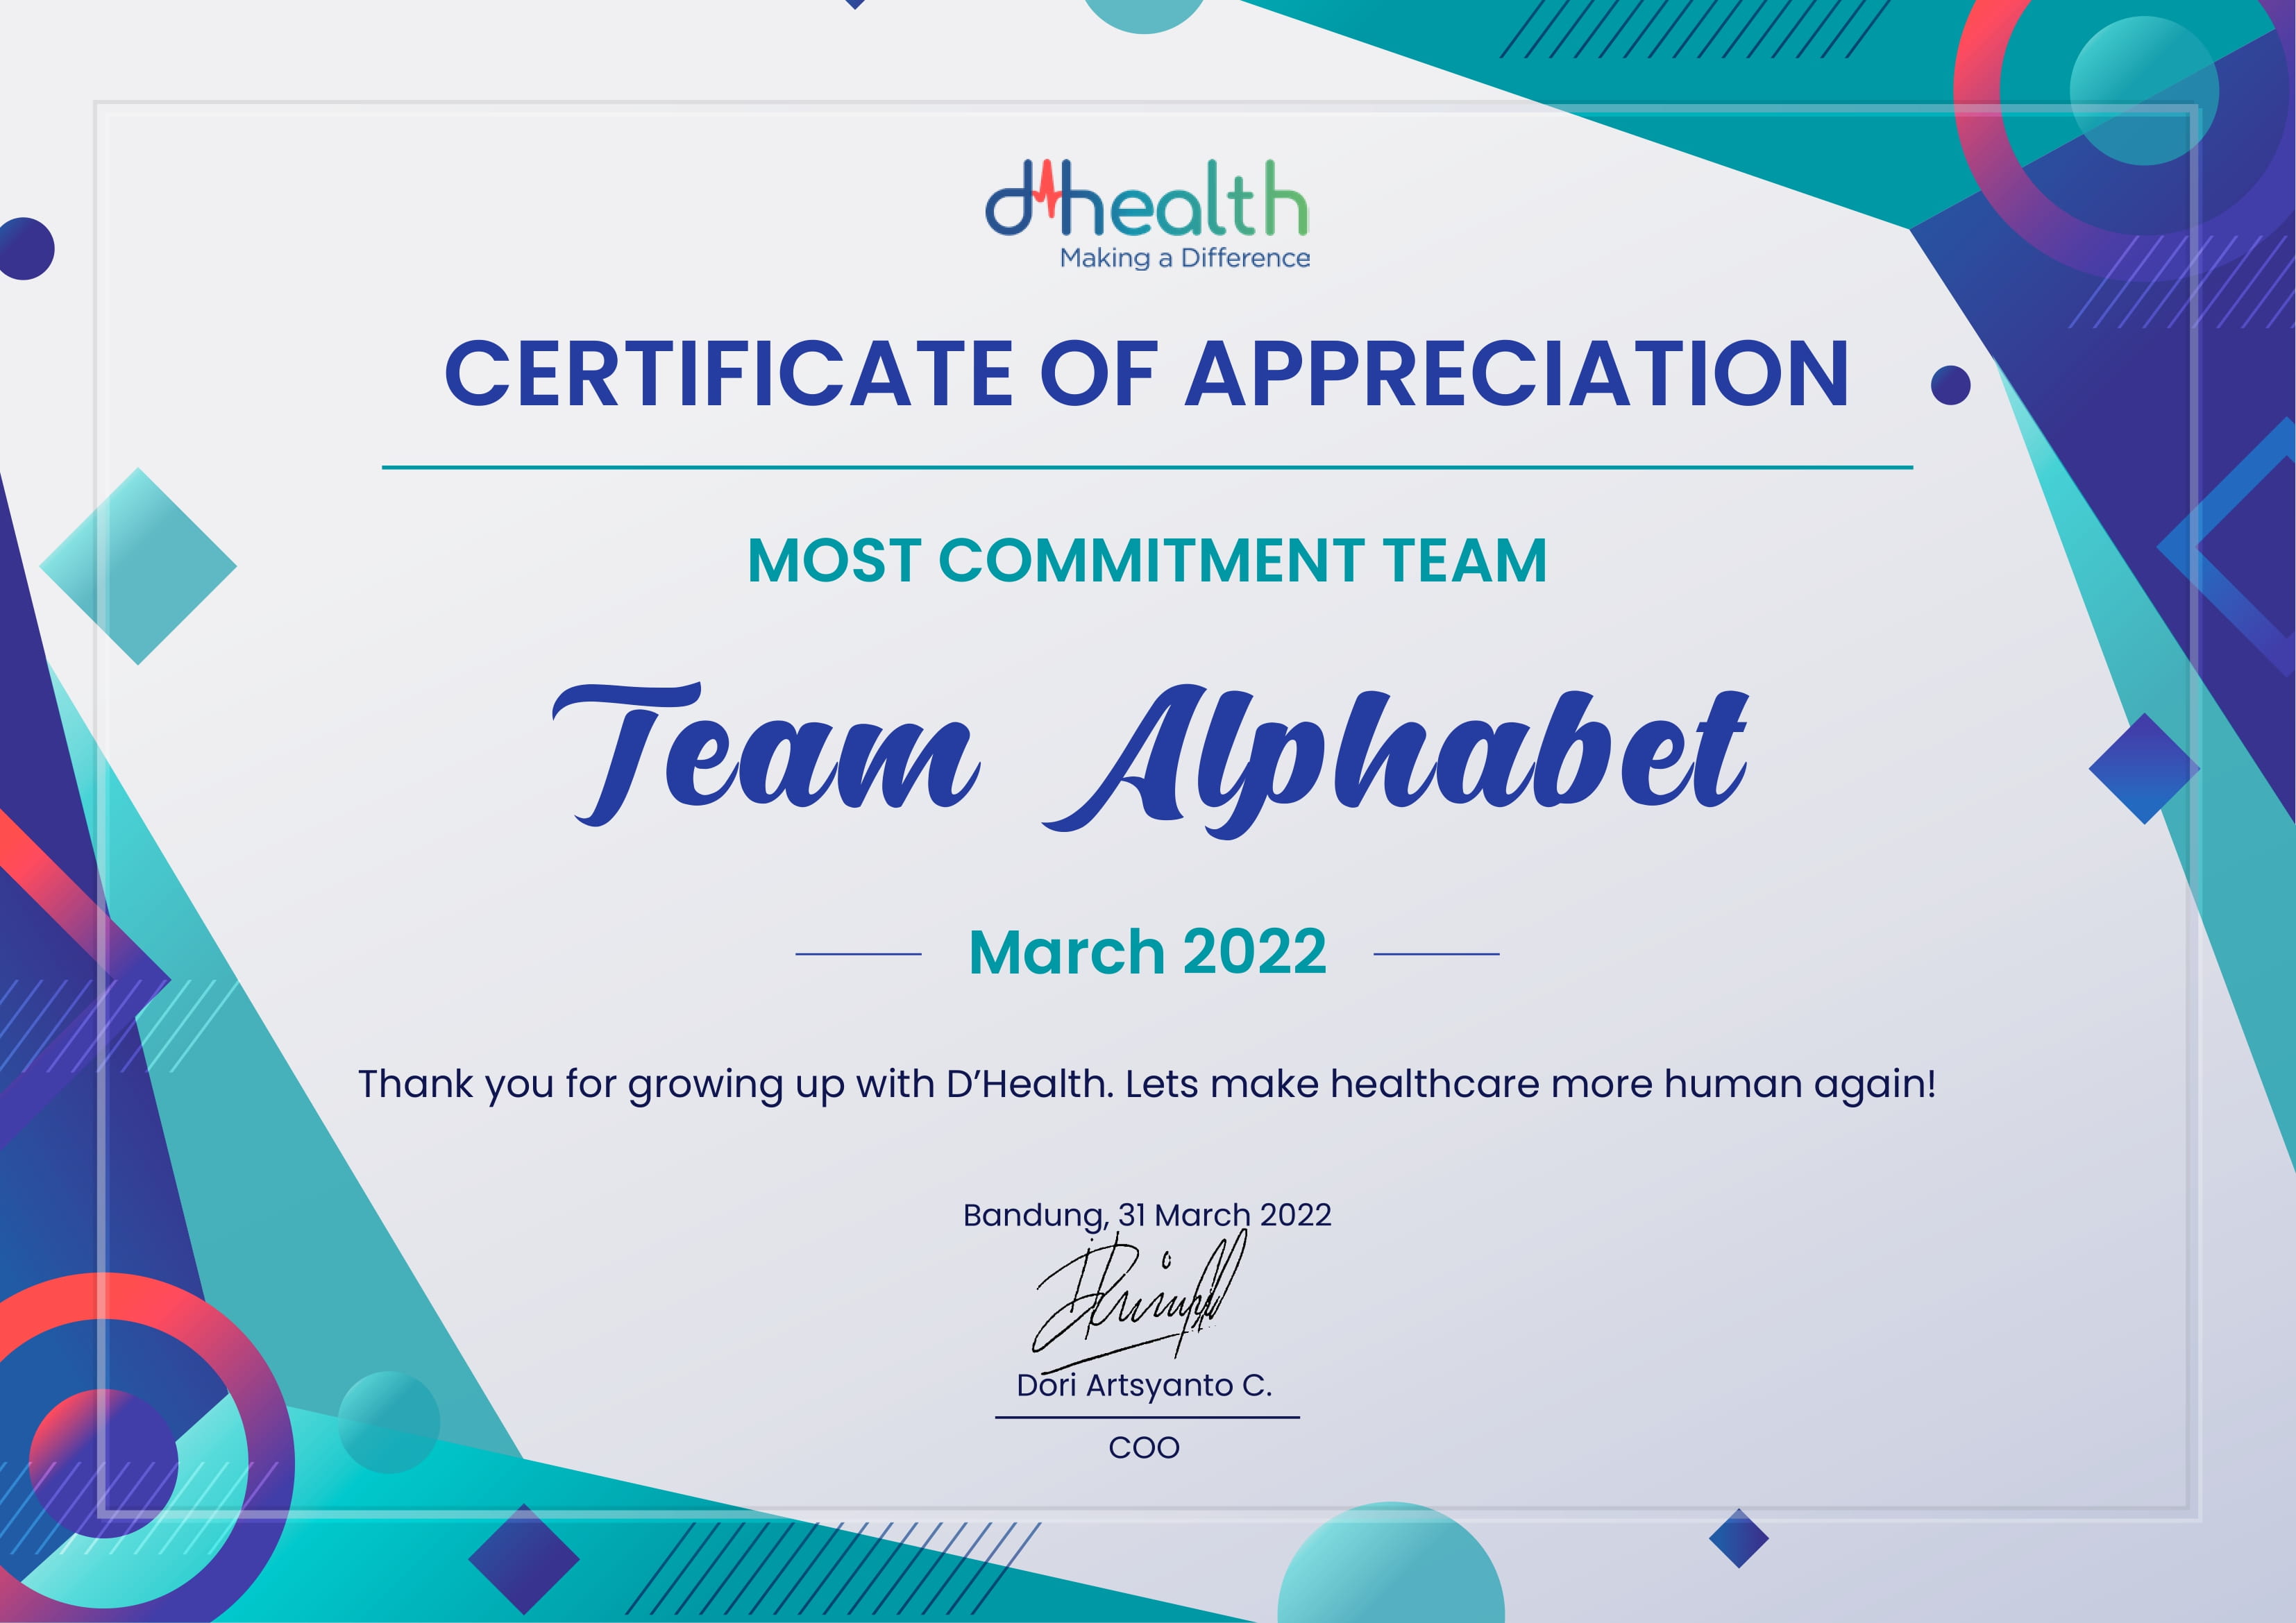 d'health
Making a Difference
CERTIFICATE OF APPRECIATION
MOST COMMITMENT TEAM
Team Alphabet
March 2022
Thank you for growing up with D’Health. Lets make healthcare more human again!
Bandung, 31 March 2022
Dori Artsyanto C.
COO